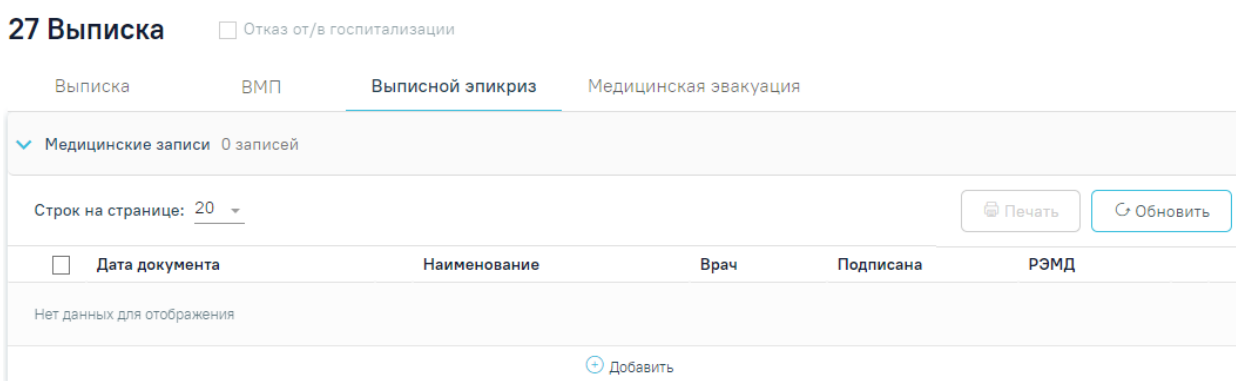 27 Выписка Отказ от/в госпитализации
Выписка ВМП Выписной эпикриз Медицинская эвакуация
Медицинские записи 0 записей
Строк на странице: 20 Печать Обновить
Дата документа Наименование Врач Подписана РЭМД
Нет данных для отображения
Добавить